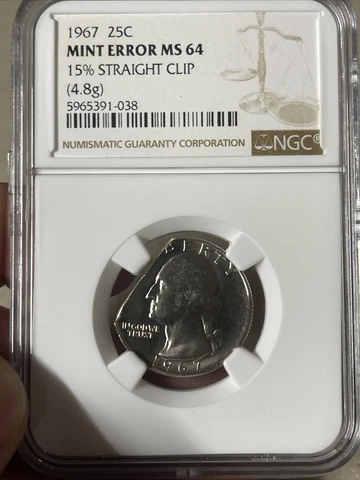 1967 25C
MINT ERROR MS 64
15% STRAIGHT CLIP
(4.8g)
5965391-038
NUMISMATIC GUARANTY CORPORATION
NGC®
LIBERTY
IN GOD WE
TRUST
1967